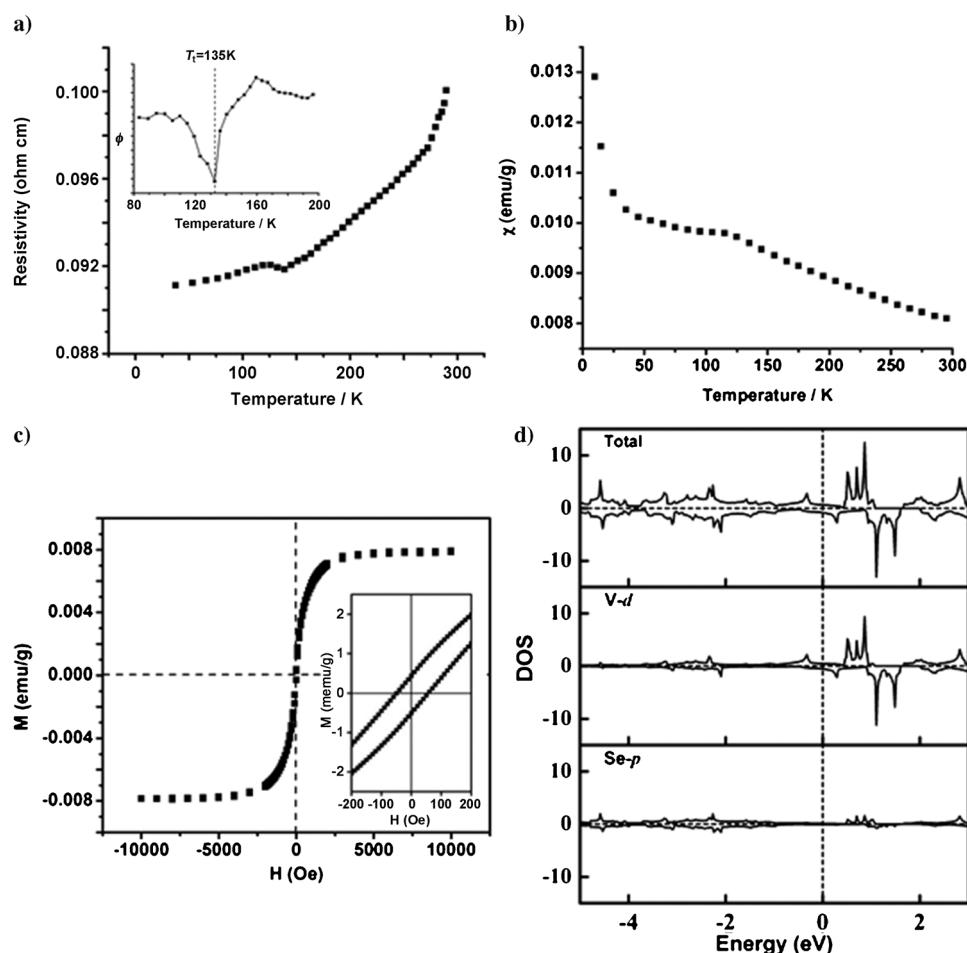 a)
T_t=135K
0.100
0.096
0.092
0.088
Resistivity (ohm cm)
ϕ
80 120 160 200
Temperature / K
0 100 200 300
Temperature / K
b)
0.013
0.012
0.011
0.010
0.009
0.008
χ (emu/g)
0 50 100 150 200 250 300
Temperature / K
c)
0.008
0.004
0.000
-0.004
-0.008
M (emu/g)
2
1
0
-1
-2
M (memu/g)
-200 -100 0 100 200
H (Oe)
-10000 -5000 0 5000 10000
H (Oe)
d)
Total
10
0
-10
V-d
10
0
-10
Se-p
10
0
-10
DOS
-4 -2 0 2
Energy (eV)